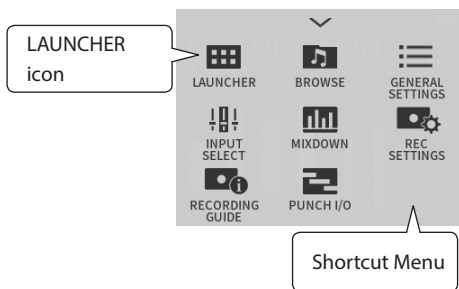 LAUNCHER
icon
LAUNCHER
BROWSE
GENERAL
SETTINGS
INPUT
SELECT
MIXDOWN
REC
SETTINGS
RECORDING
GUIDE
PUNCH I/O
Shortcut Menu